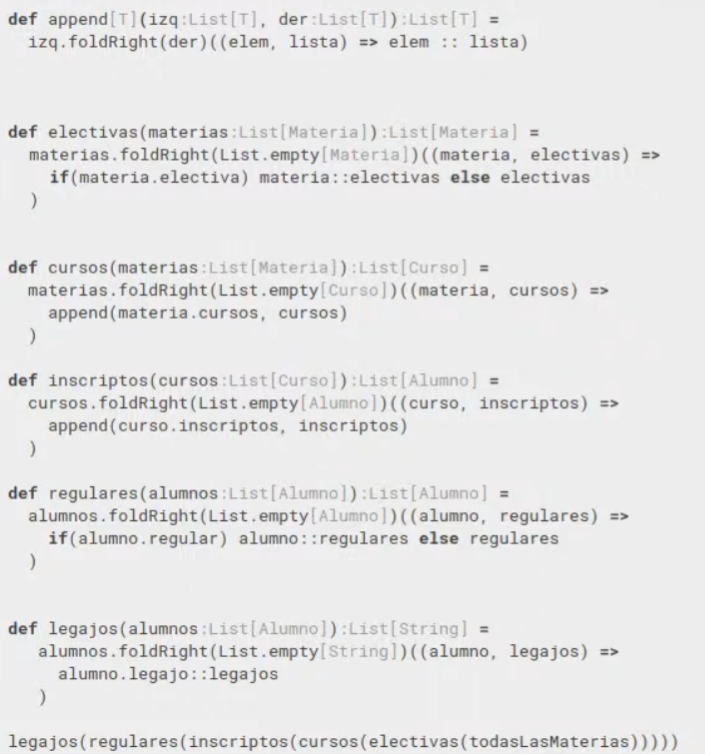 def append[T](izq:List[T], der:List[T]):List[T] =
  izq.foldRight(der)((elem, lista) => elem :: lista)
def electivas(materias:List[Materia]):List[Materia] =
  materias.foldRight(List.empty[Materia])((materia, electivas) =>
    if(materia.electiva) materia::electivas else electivas
  )
def cursos(materias:List[Materia]):List[Curso] =
  materias.foldRight(List.empty[Curso])((materia, cursos) =>
    append(materia.cursos, cursos)
  )
def inscriptos(cursos:List[Curso]):List[Alumno] =
  cursos.foldRight(List.empty[Alumno])((curso, inscriptos) =>
    append(curso.inscriptos, inscriptos)
  )
def regulares(alumnos:List[Alumno]):List[Alumno] =
  alumnos.foldRight(List.empty[Alumno])((alumno, regulares) =>
    if(alumno.regular) alumno::regulares else regulares
  )
def legajos(alumnos:List[Alumno]):List[String] =
   alumnos.foldRight(List.empty[String])((alumno, legajos) =>
     alumno.legajo::legajos
   )
legajos(regulares(inscriptos(cursos(electivas(todasLasMaterias)))))